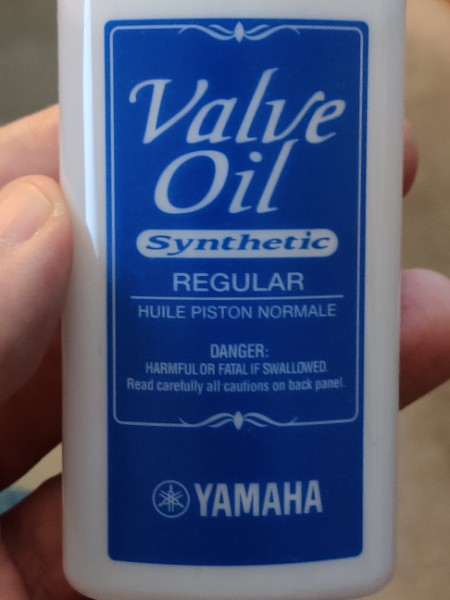 Valve
Oil
Synthetic
REGULAR
HUILE PISTON NORMALE
DANGER:
HARMFUL OR FATAL IF SWALLOWED.
Read carefully all cautions on back panel.
YAMAHA